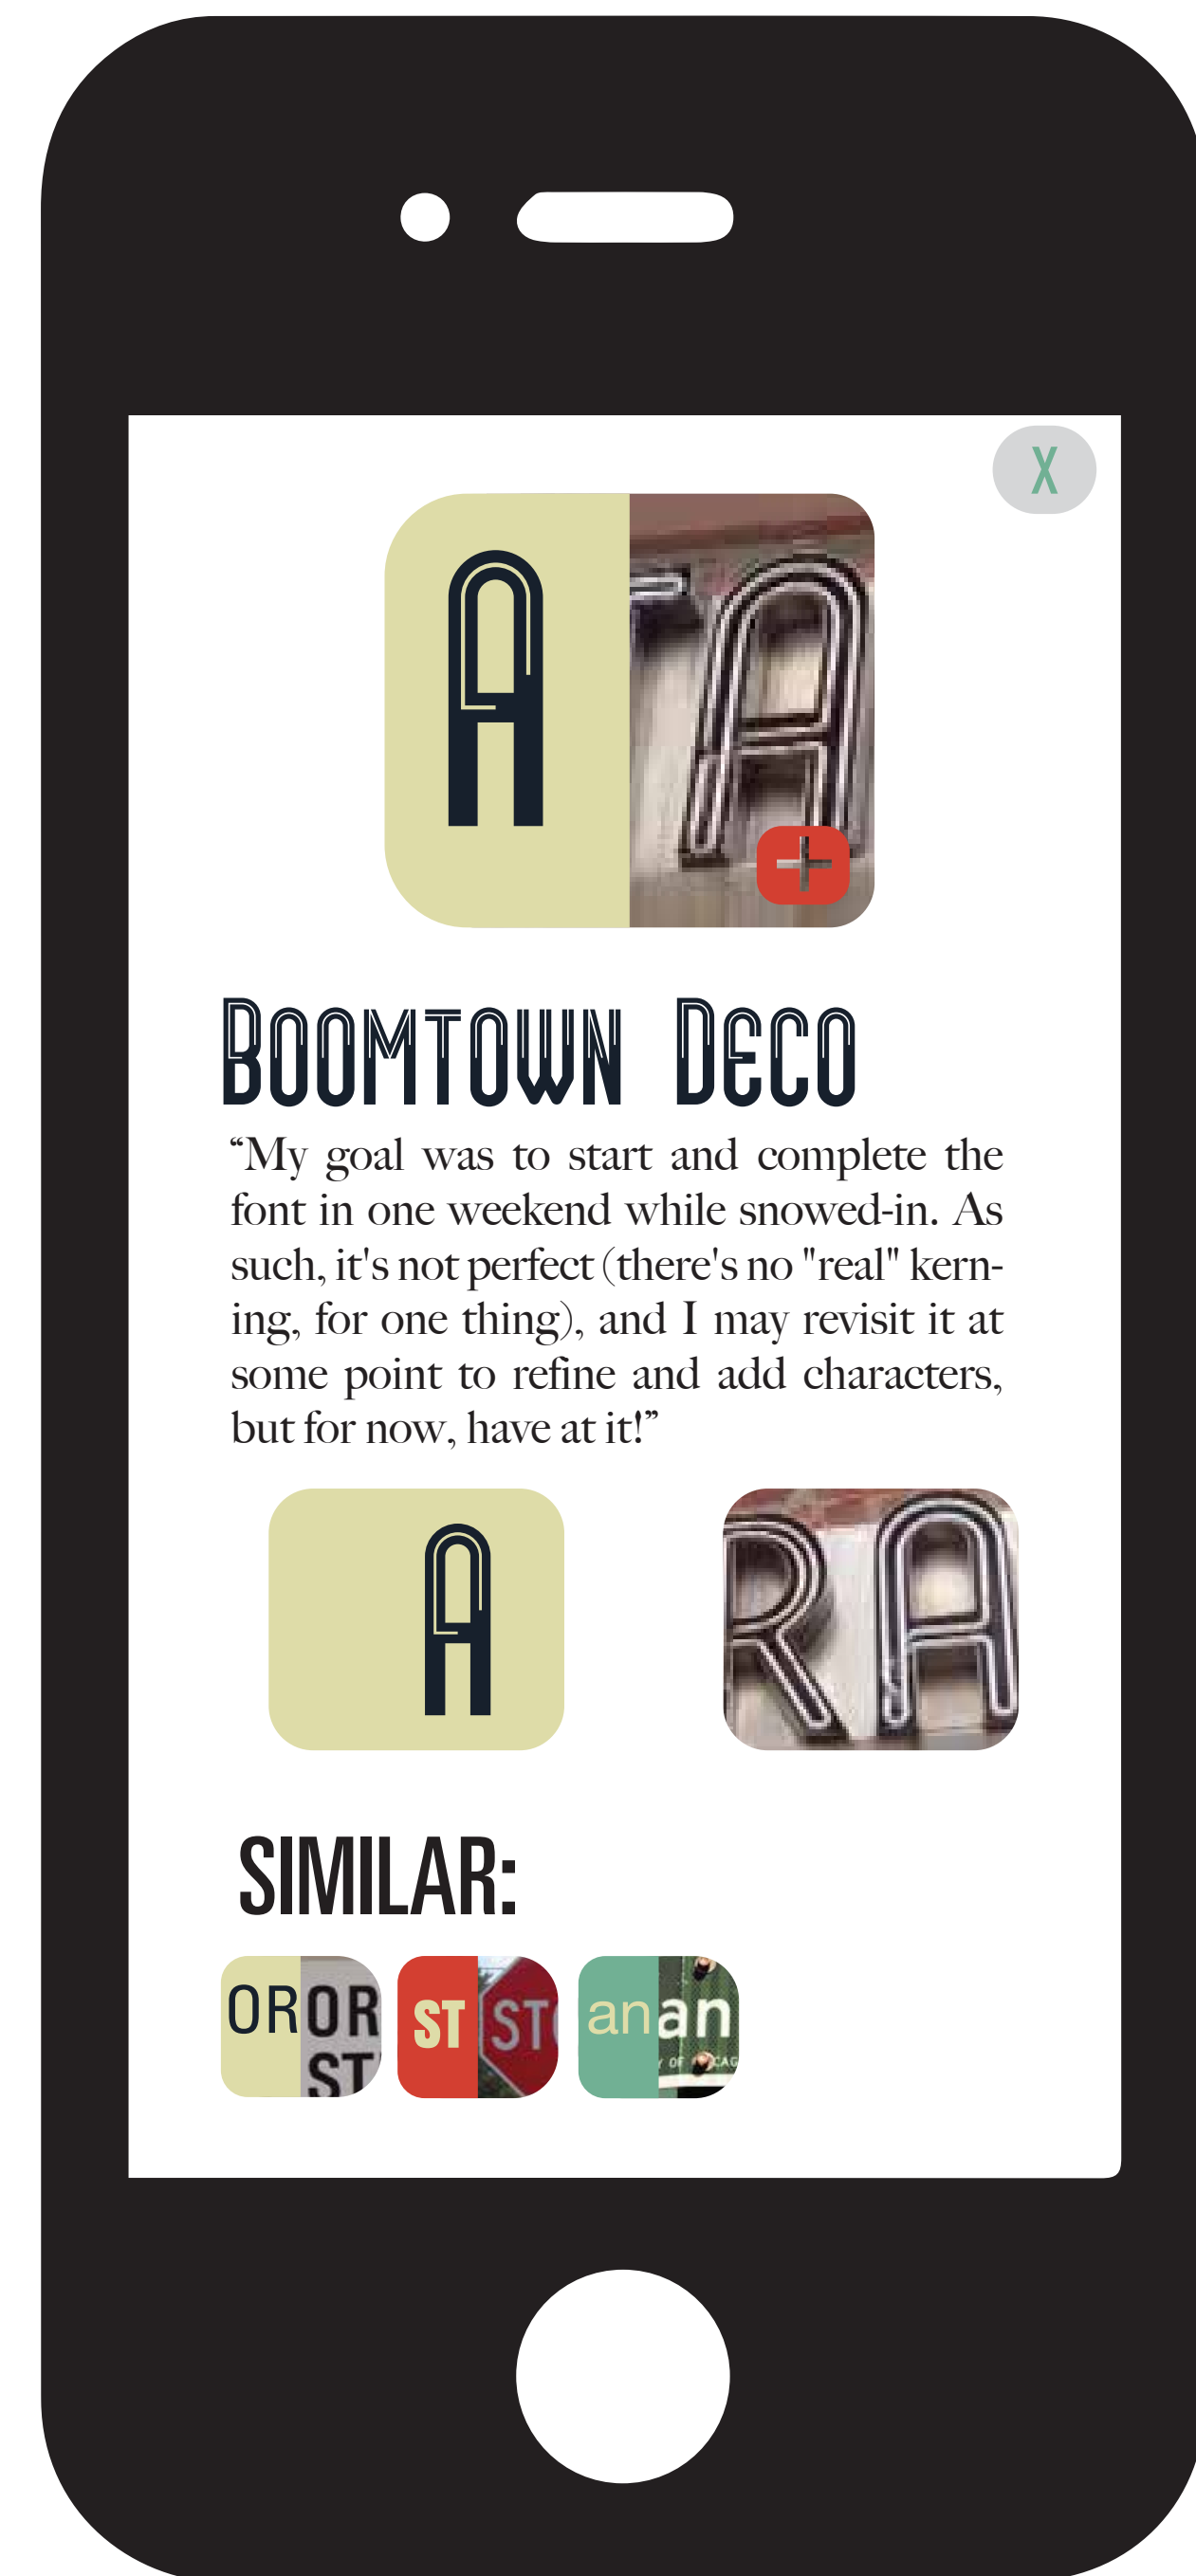 X
A A
BOOMTOWN DECO
“My goal was to start and complete the
font in one weekend while snowed-in. As
such, it's not perfect (there's no "real" kern-
ing, for one thing), and I may revisit it at
some point to refine and add characters,
but for now, have at it!”
A RA
SIMILAR:
OR OR ST ST an an
ST
OF CAG